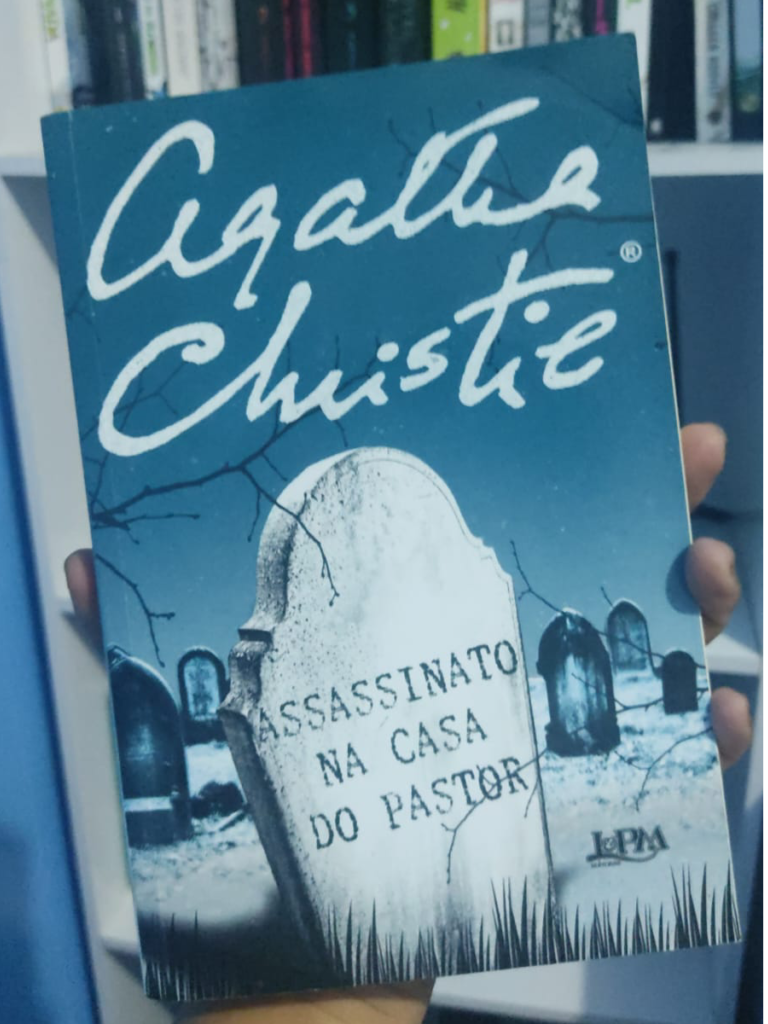 Agatha
Christie®
ASSASSINATO
NA CASA
DO PASTOR
L&PM